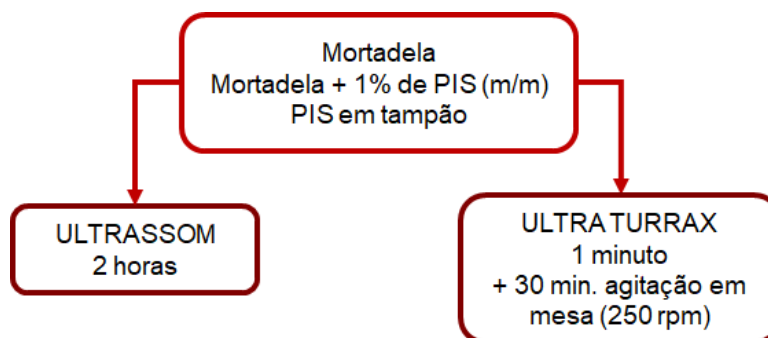 Mortadela
Mortadela + 1% de PIS (m/m)
PIS em tampão
ULTRASSOM
2 horas
ULTRA TURRAX
1 minuto
+ 30 min. agitação em
mesa (250 rpm)